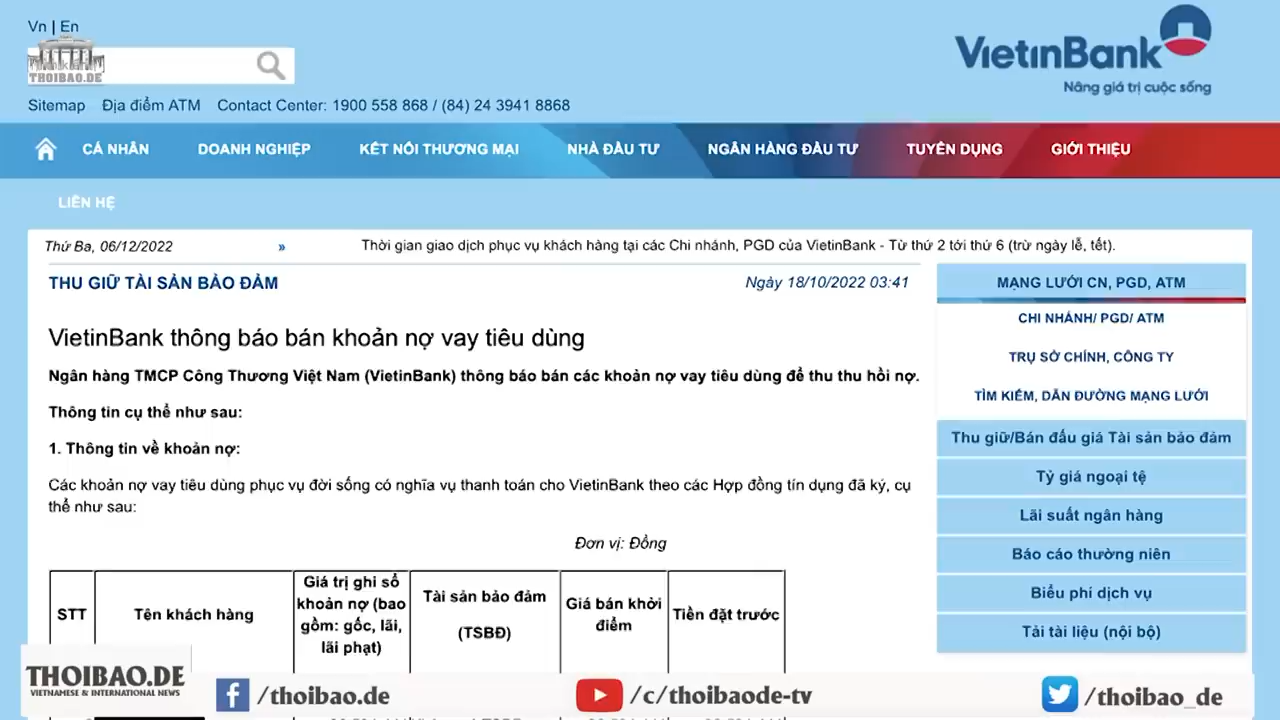 Vn | En
THOIBAO.DE
Sitemap Địa điểm ATM Contact Center: 1900 558 868 / (84) 24 3941 8868
VietinBank
Nâng giá trị cuộc sống
CÁ NHÂN DOANH NGHIỆP KẾT NỐI THƯƠNG MẠI NHÀ ĐẦU TƯ NGÂN HÀNG ĐẦU TƯ TUYỂN DỤNG GIỚI THIỆU
LIÊN HỆ
Thứ Ba, 06/12/2022 » Thời gian giao dịch phục vụ khách hàng tại các Chi nhánh, PGD của VietinBank - Từ thứ 2 tới thứ 6 (trừ ngày lễ, tết).
THU GIỮ TÀI SẢN BẢO ĐẢM Ngày 18/10/2022 03:41
VietinBank thông báo bán khoản nợ vay tiêu dùng
Ngân hàng TMCP Công Thương Việt Nam (VietinBank) thông báo bán các khoản nợ vay tiêu dùng để thu thu hồi nợ.
Thông tin cụ thể như sau:
1. Thông tin về khoản nợ:
Các khoản nợ vay tiêu dùng phục vụ đời sống có nghĩa vụ thanh toán cho VietinBank theo các Hợp đồng tín dụng đã ký, cụ
thể như sau:
Đơn vị: Đồng
STT
Tên khách hàng
Giá trị ghi sổ
khoản nợ (bao
gồm: gốc, lãi,
lãi phạt)
Tài sản bảo đảm
(TSBĐ)
Giá bán khởi
điểm
Tiền đặt trước
MẠNG LƯỚI CN, PGD, ATM
CHI NHÁNH/ PGD/ ATM
TRỤ SỞ CHÍNH, CÔNG TY
TÌM KIẾM, DẪN ĐƯỜNG MẠNG LƯỚI
Thu giữ/Bán đấu giá Tài sản bảo đảm
Tỷ giá ngoại tệ
Lãi suất ngân hàng
Báo cáo thường niên
Biểu phí dịch vụ
Tải tài liệu (nội bộ)
THOIBAO.DE
VIETNAMESE & INTERNATIONAL NEWS
/thoibao.de
/c/thoibaode-tv
/thoibao_de